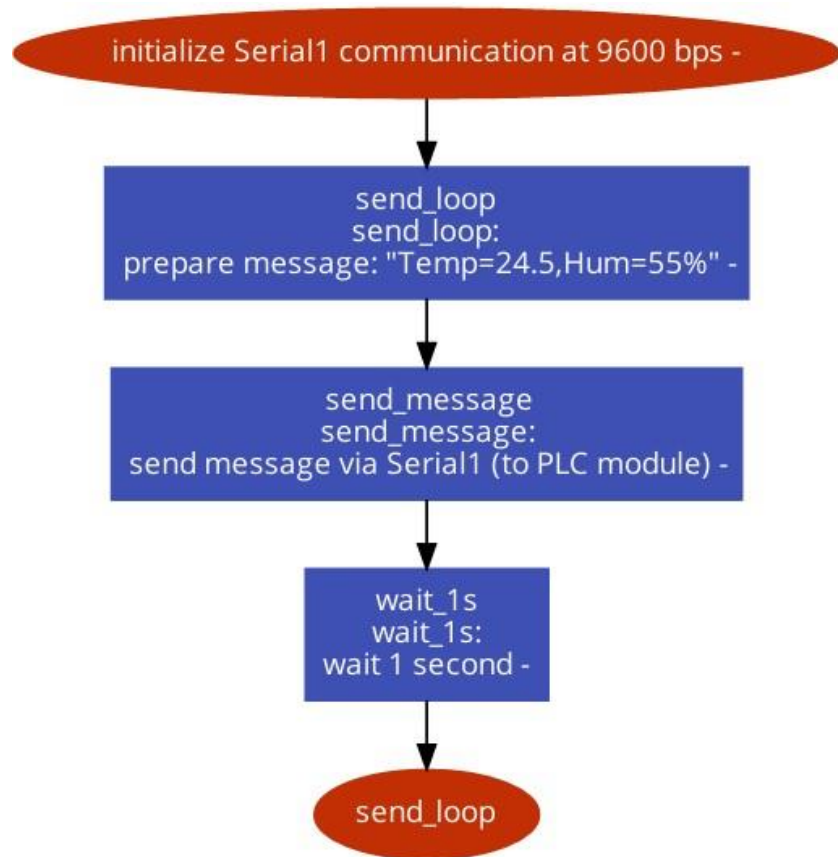 initialize Serial1 communication at 9600 bps -
send_loop
send_loop:
prepare message: "Temp=24.5,Hum=55%" -
send_message
send_message:
send message via Serial1 (to PLC module) -
wait_1s
wait_1s:
wait 1 second -
send_loop